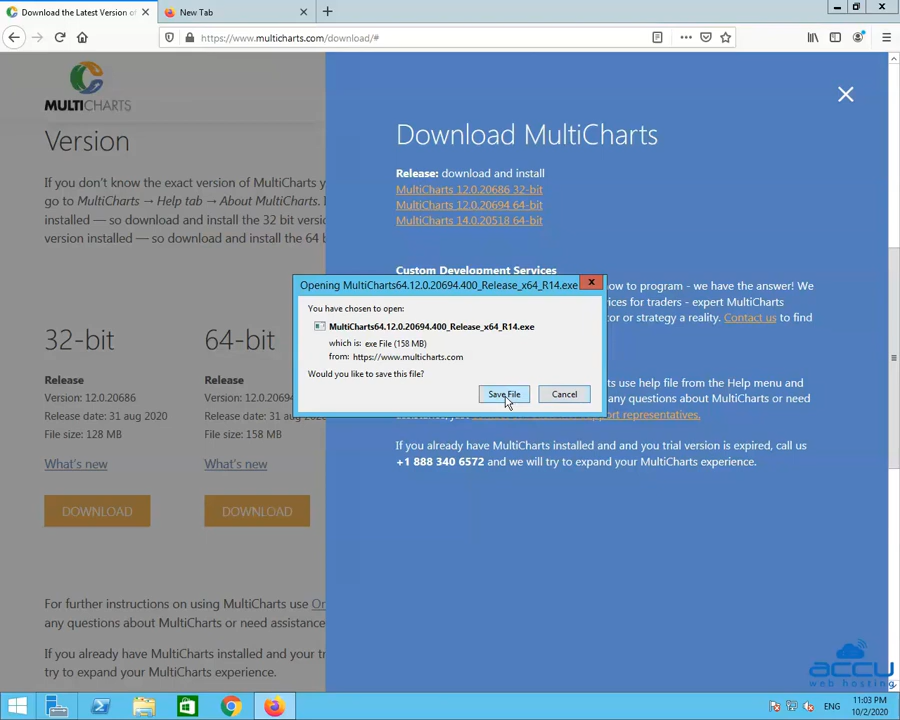 Download the Latest Version of
New Tab
https://www.multicharts.com/download/#
MULTICHARTS
Version
If you don't know the exact version of MultiCharts y
go to MultiCharts → Help tab → About MultiCharts. I
installed — so download and install the 32 bit versio
version installed — so download and install the 64 b
32-bit
64-bit
Release
Release
Version: 12.0.20686
Version: 12.0.20694
Release date: 31 aug 2020
Release date: 31 aug 2020
File size: 128 MB
File size: 158 MB
What's new
What's new
DOWNLOAD
DOWNLOAD
For further instructions on using MultiCharts use On
any questions about MultiCharts or need assistance
If you already have MultiCharts installed and your tr
try to expand your MultiCharts experience.
Download MultiCharts
Release: download and install
MultiCharts 12.0.20686 32-bit
MultiCharts 12.0.20694 64-bit
MultiCharts 14.0.20518 64-bit
Custom Development Services
how to program - we have the answer! We
ices for traders - expert MultiCharts
tor or strategy a reality. Contact us to find
Opening MultiCharts64.12.0.20694.400_Release_x64_R14.exe
You have chosen to open:
MultiCharts64.12.0.20694.400_Release_x64_R14.exe
which is: exe File (158 MB)
from: https://www.multicharts.com
Would you like to save this file?
Save File
Cancel
ts use help file from the Help menu and
any questions about MultiCharts or need
port representatives.
If you already have MultiCharts installed and and you trial version is expired, call us
+1 888 340 6572 and we will try to expand your MultiCharts experience.
accu
web hosting
ENG
11:03 PM
10/2/2020